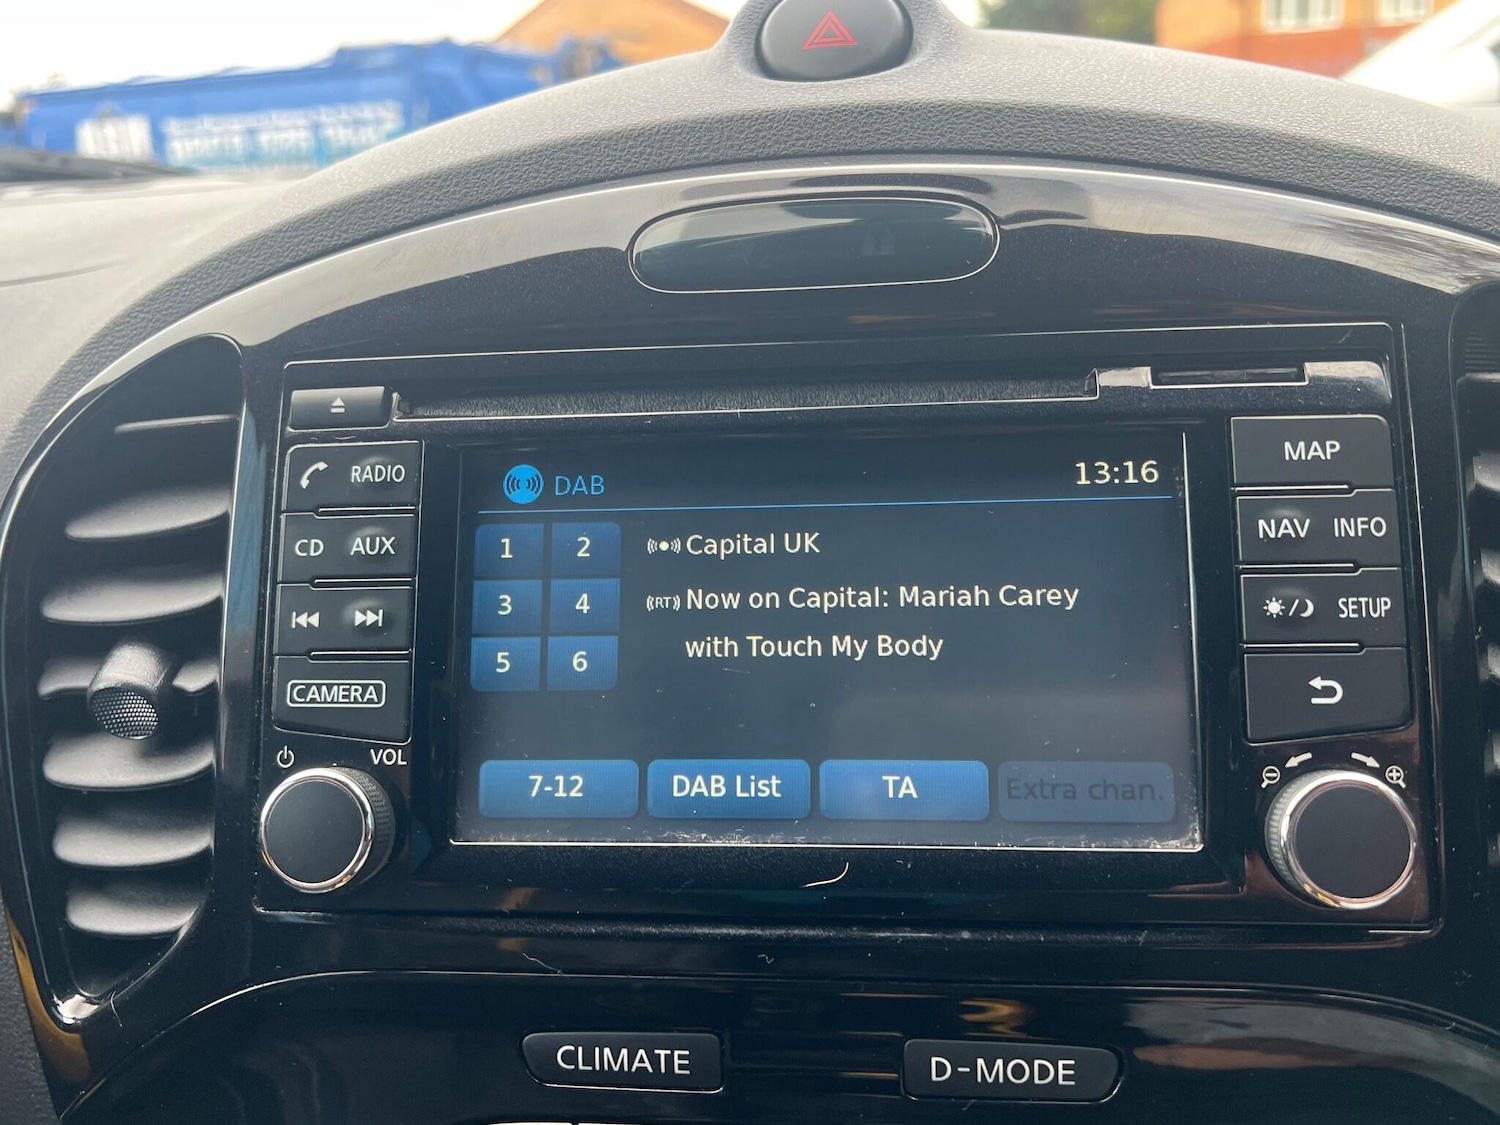 RADIO
CD AUX
CAMERA
VOL
DAB
13:16
1 2
3 4
5 6
Capital UK
RT Now on Capital: Mariah Carey
with Touch My Body
7-12 DAB List TA Extra chan.
MAP
NAV INFO
SETUP
CLIMATE
D-MODE